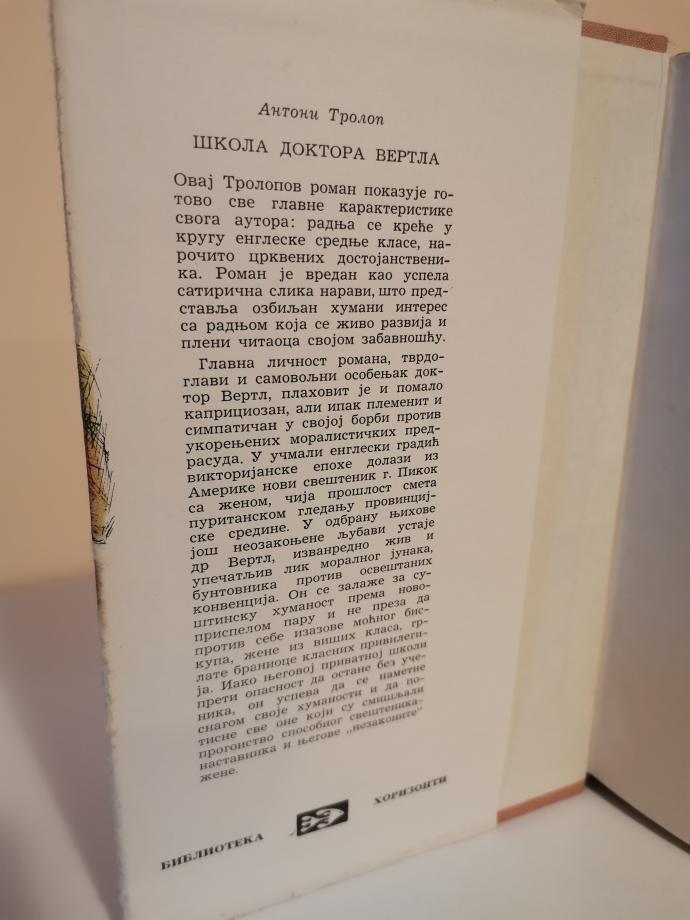 Антони Тролоп
ШКОЛА ДОКТОРА ВЕРТЛА
Овај Тролопов роман показује го-
тово све главне карактеристике
свога аутора: радња се креће у
кругу енглеске средње класе, на-
рочито црквених достојанствени-
ка. Роман је вредан као успела
сатирична слика нарави, што пред-
ставља озбиљан хумани интерес
са радњом која се живо развија и
плени читаоца својом забавношћу.
Главна личност романа, тврдо-
глави и самовољни особењак док-
тор Вертл, плаховит је и помало
каприциозан, али ипак племенит и
симпатичан у својој борби против
укорењених моралистичких пред-
расуда. У учмали енглески градић
викторијанске епохе долази из
Америке нови свештеник г. Пикок
са женом, чија прошлост смета
пуританском гледању провинциј-
ске средине. У одбрану њихове
још неозакоњене љубави устаје
др Вертл, изванредно жив и
упечатљив лик моралног јунака,
бунтовника против освештаних
конвенција. Он се залаже за су-
штинску хуманост према ново-
приспелом пару и не преза да
против себе изазове моћног бис-
купа, жене из виших класа, гр-
лате браниоце класних привилеги-
ја. Иако његовој приватној школи
прети опасност да остане без уче-
ника, он успева да се наметне
снагом своје хуманости и да по-
тисне све оне који су смишљали
прогонство способног свештеника-
наставника и његове „незаконите"
жене.
БИБЛИОТЕКА ХОРИЗОНТИ